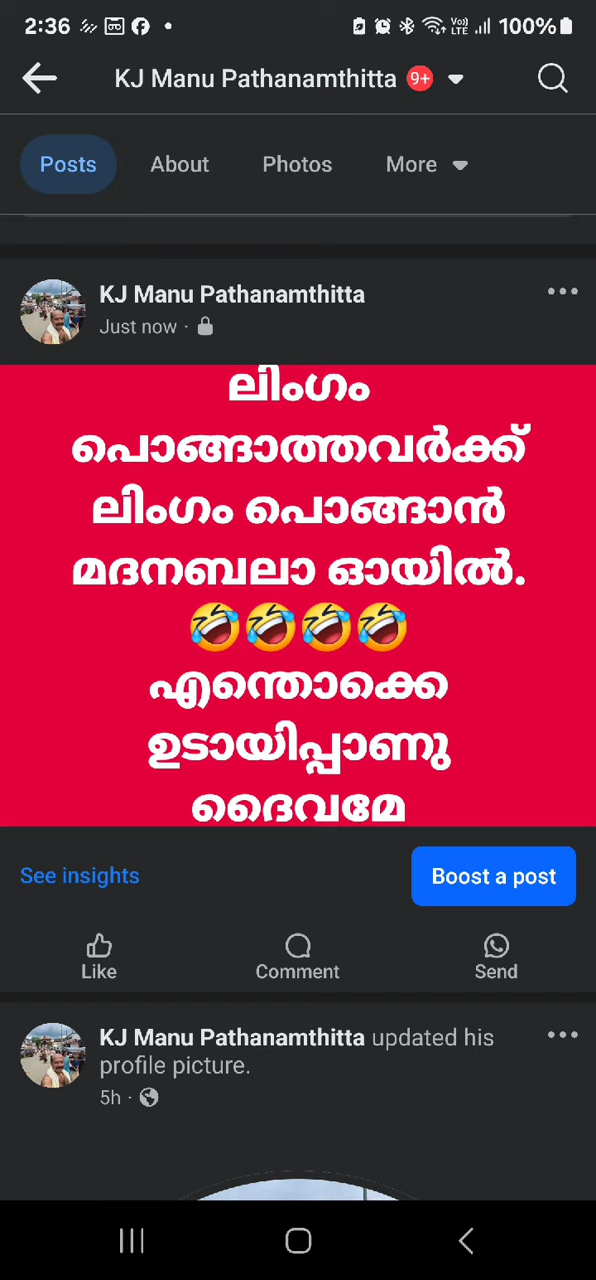 2:36 100%
KJ Manu Pathanamthitta 9+
Posts About Photos More
KJ Manu Pathanamthitta
Just now ·
ലിംഗം
പൊങ്ങാത്തവർക്ക്
ലിംഗം പൊങ്ങാൻ
മദനബലാ ഓയിൽ.
🤣🤣🤣🤣
എന്തൊക്കെ
ഉടായിപ്പാണു
ദൈവമേ
See insights
Boost a post
Like Comment Send
KJ Manu Pathanamthitta updated his
profile picture.
5h ·